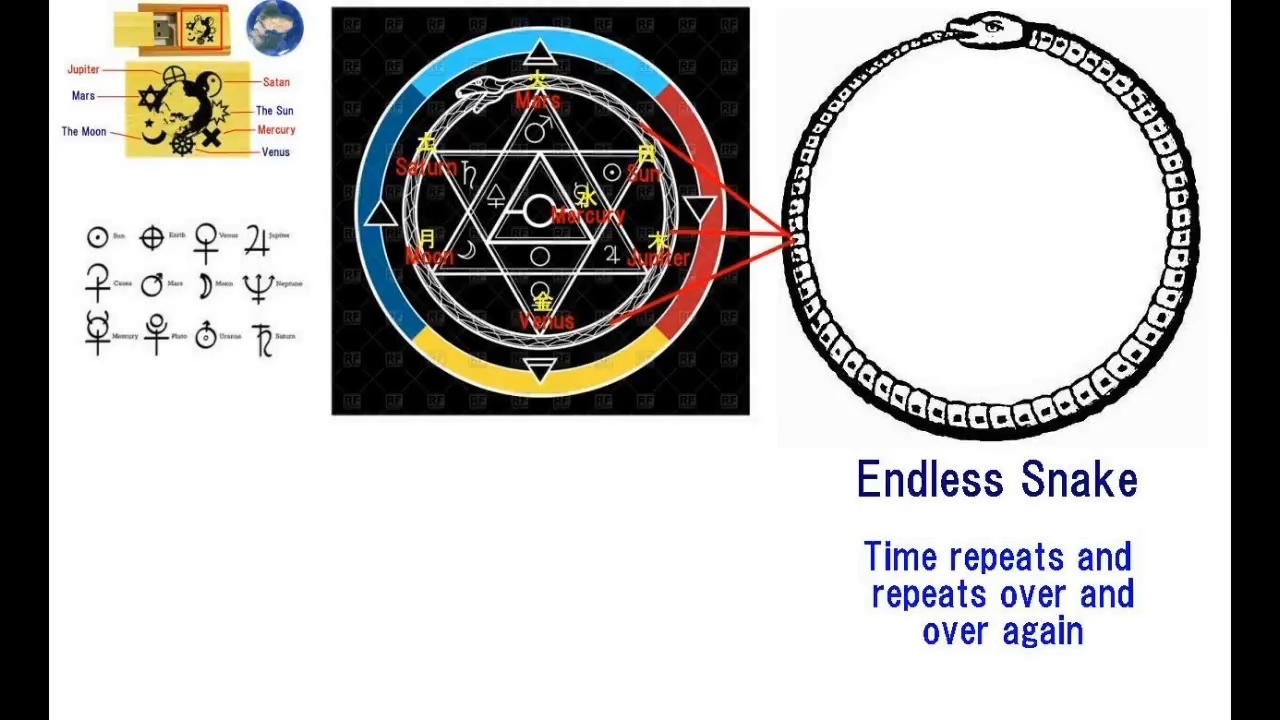 Jupiter
Satan
Mars
The Sun
The Moon
Mercury
Venus
Sun
Earth
Venus
Jupiter
Ceres
Mars
Moon
Neptune
Mercury
Pluto
Uranus
Saturn
火
Mars
土
Saturn
日
Sun
水
Mercury
月
Moon
木
Jupiter
金
Venus
Endless Snake
Time repeats and
repeats over and
over again